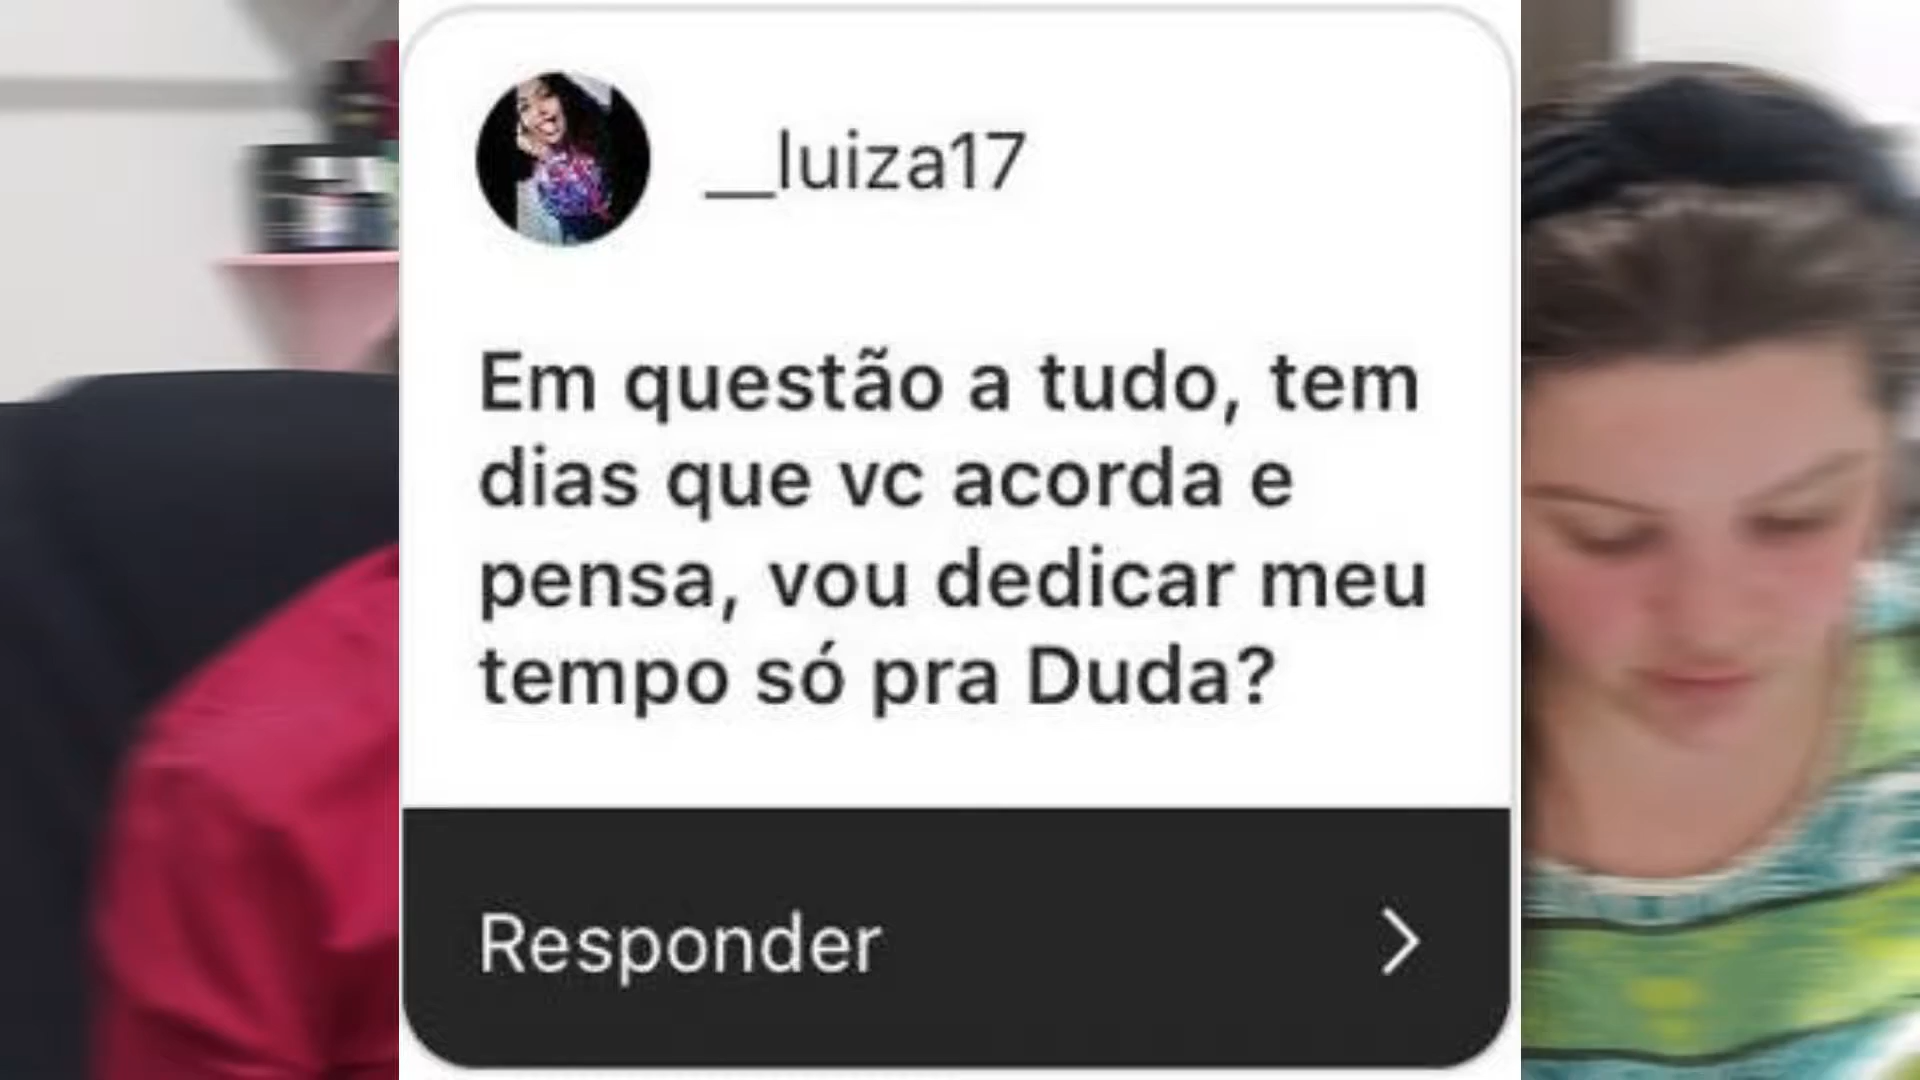 __luiza17
Em questão a tudo, tem
dias que vc acorda e
pensa, vou dedicar meu
tempo só pra Duda?
Responder